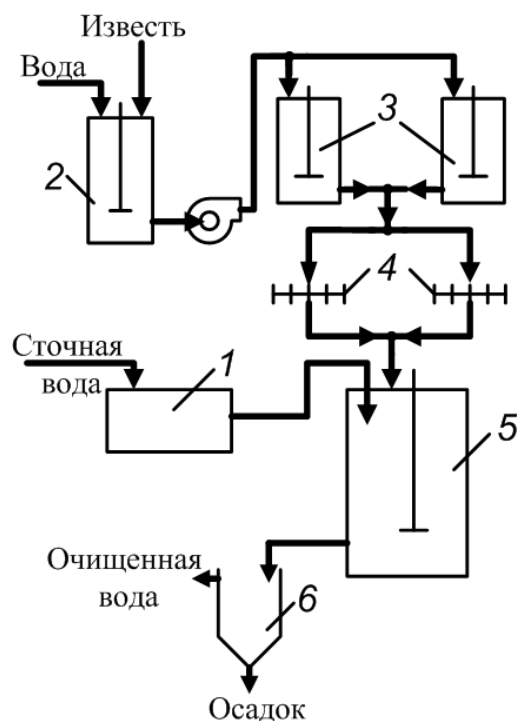 Известь
Вода
2
3
4
Сточная
вода
1
5
Очищенная
вода
6
Осадок